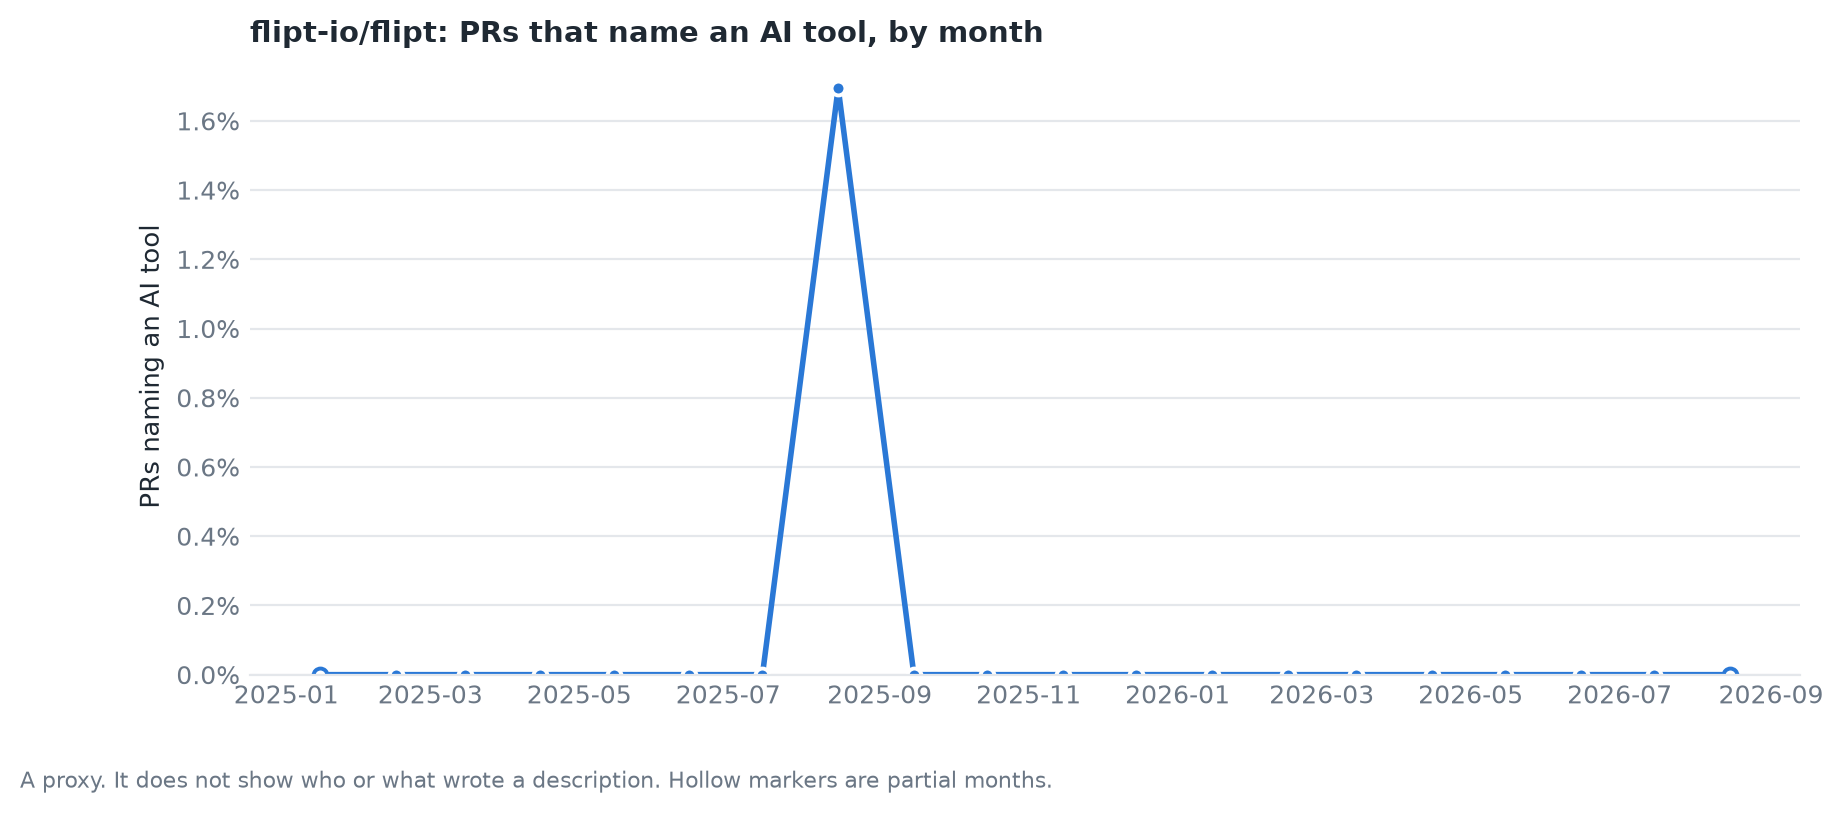 flipt-io/flipt: PRs that name an AI tool, by month
PRs naming an AI tool
1.6%
1.4%
1.2%
1.0%
0.8%
0.6%
0.4%
0.2%
0.0%
2025-01 2025-03 2025-05 2025-07 2025-09 2025-11 2026-01 2026-03 2026-05 2026-07 2026-09
A proxy. It does not show who or what wrote a description. Hollow markers are partial months.